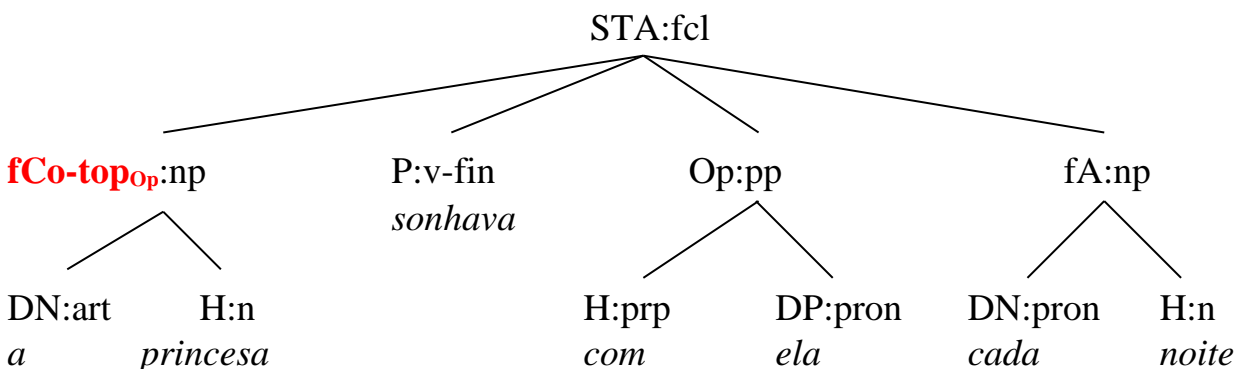 STA:fcl
fCo-topOp:np P:v-fin Op:pp fA:np
sonhava
DN:art H:n H:prp DP:pron DN:pron H:n
a princesa com ela cada noite